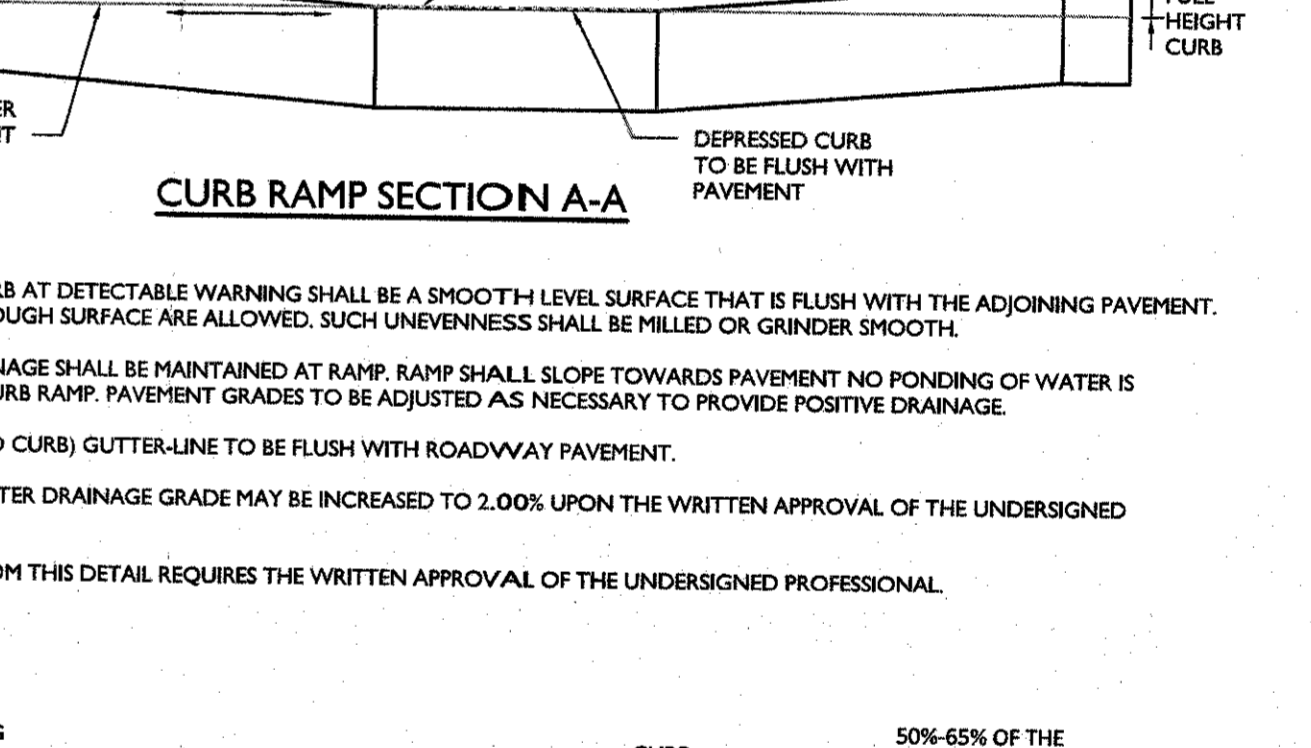 HEIGHT
CURB
DEPRESSED CURB
TO BE FLUSH WITH
PAVEMENT
CURB RAMP SECTION A-A
AT DETECTABLE WARNING SHALL BE A SMOOTH LEVEL SURFACE THAT IS FLUSH WITH THE ADJOINING PAVEMENT.
SURFACE ARE ALLOWED. SUCH UNEVENNESS SHALL BE MILLED OR GRINDER SMOOTH.
SHALL BE MAINTAINED AT RAMP. RAMP SHALL SLOPE TOWARDS PAVEMENT NO PONDING OF WATER IS
RAMP. PAVEMENT GRADES TO BE ADJUSTED AS NECESSARY TO PROVIDE POSITIVE DRAINAGE.
CURB) GUTTER-LINE TO BE FLUSH WITH ROADWAY PAVEMENT.
DRAINAGE GRADE MAY BE INCREASED TO 2.00% UPON THE WRITTEN APPROVAL OF THE UNDERSIGNED
THIS DETAIL REQUIRES THE WRITTEN APPROVAL OF THE UNDERSIGNED PROFESSIONAL.
50%-65% OF THE